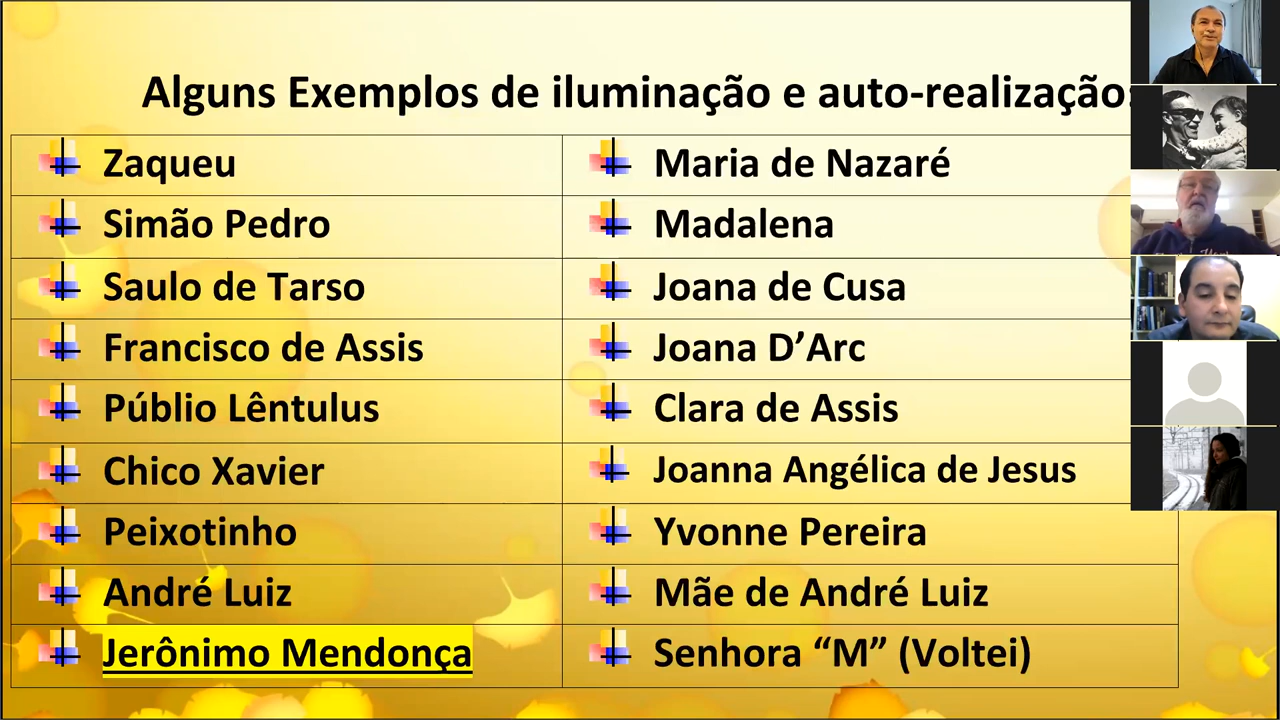 Alguns Exemplos de iluminação e auto-realização:
Zaqueu
Maria de Nazaré
Simão Pedro
Madalena
Saulo de Tarso
Joana de Cusa
Francisco de Assis
Joana D’Arc
Públio Lêntulus
Clara de Assis
Chico Xavier
Joanna Angélica de Jesus
Peixotinho
Yvonne Pereira
André Luiz
Mãe de André Luiz
Jerônimo Mendonça
Senhora “M” (Voltei)